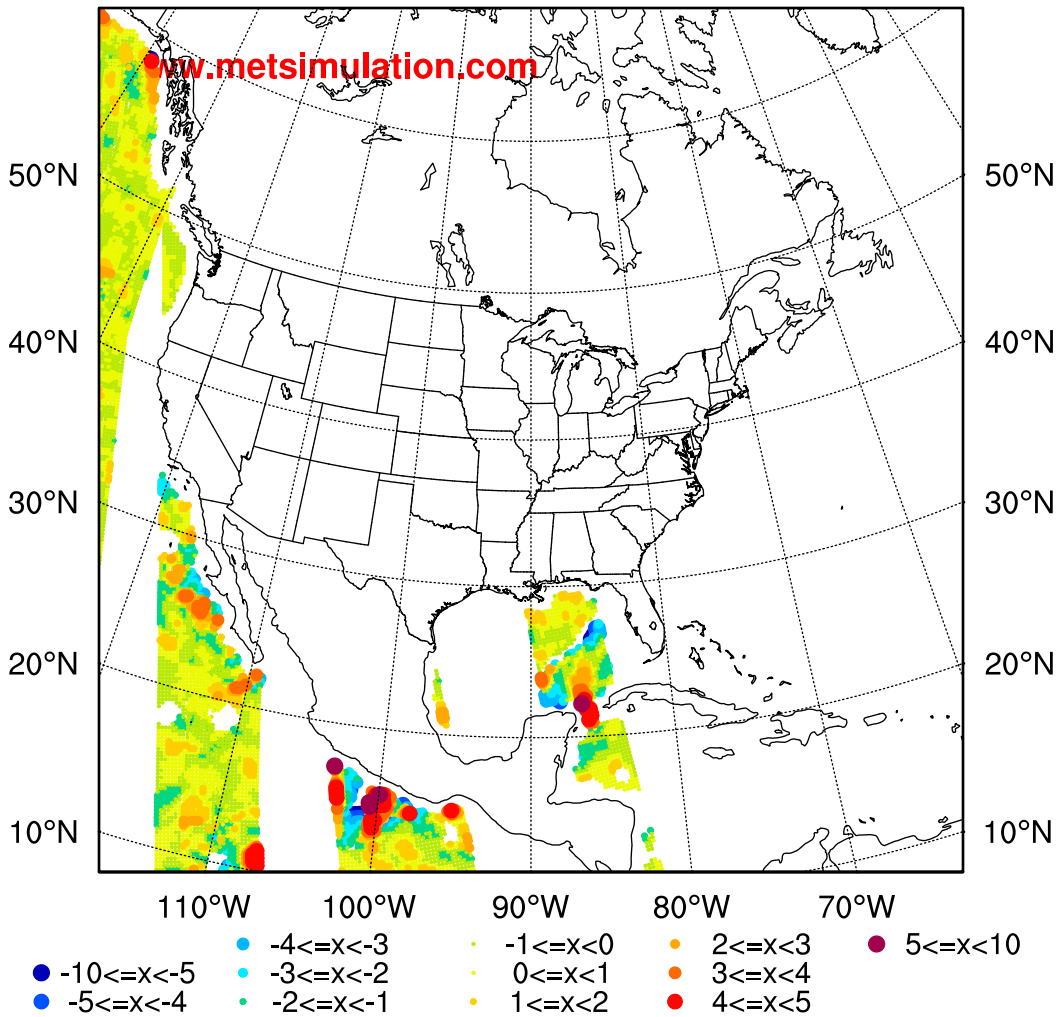 ww.metsimulation.com
50°N 50°N
40°N 40°N
30°N 30°N
20°N 20°N
10°N 10°N
110°W 100°W 90°W 80°W 70°W
-4<=x<-3 -1<=x<0 2<=x<3 5<=x<10
-10<=x<-5 -3<=x<-2 0<=x<1 3<=x<4
-5<=x<-4 -2<=x<-1 1<=x<2 4<=x<5